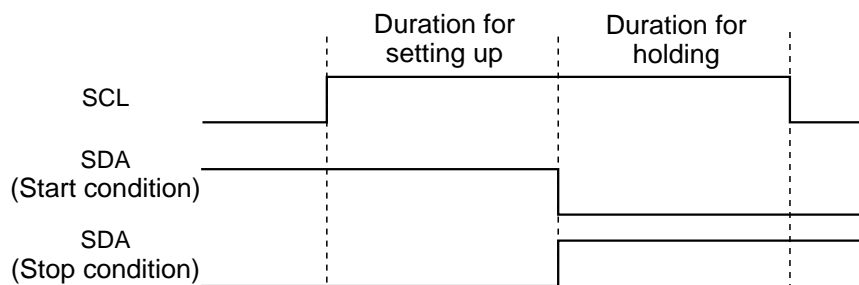 Duration for
setting up
Duration for
holding
SCL
SDA
(Start condition)
SDA
(Stop condition)